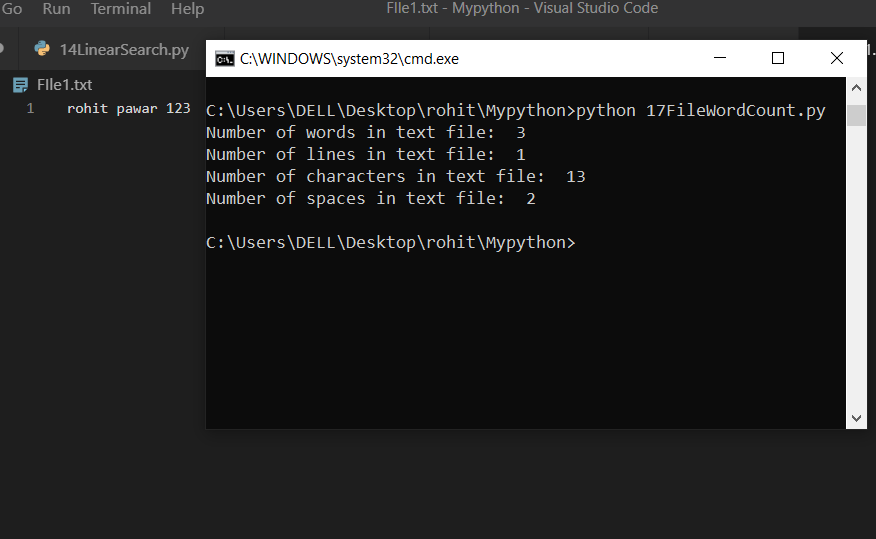 Go Run Terminal Help FIle1.txt - Mypython - Visual Studio Code
14LinearSearch.py
C:\WINDOWS\system32\cmd.exe
FIle1.txt
1 rohit pawar 123
C:\Users\DELL\Desktop\rohit\Mypython>python 17FileWordCount.py
Number of words in text file:  3
Number of lines in text file:  1
Number of characters in text file:  13
Number of spaces in text file:  2
C:\Users\DELL\Desktop\rohit\Mypython>